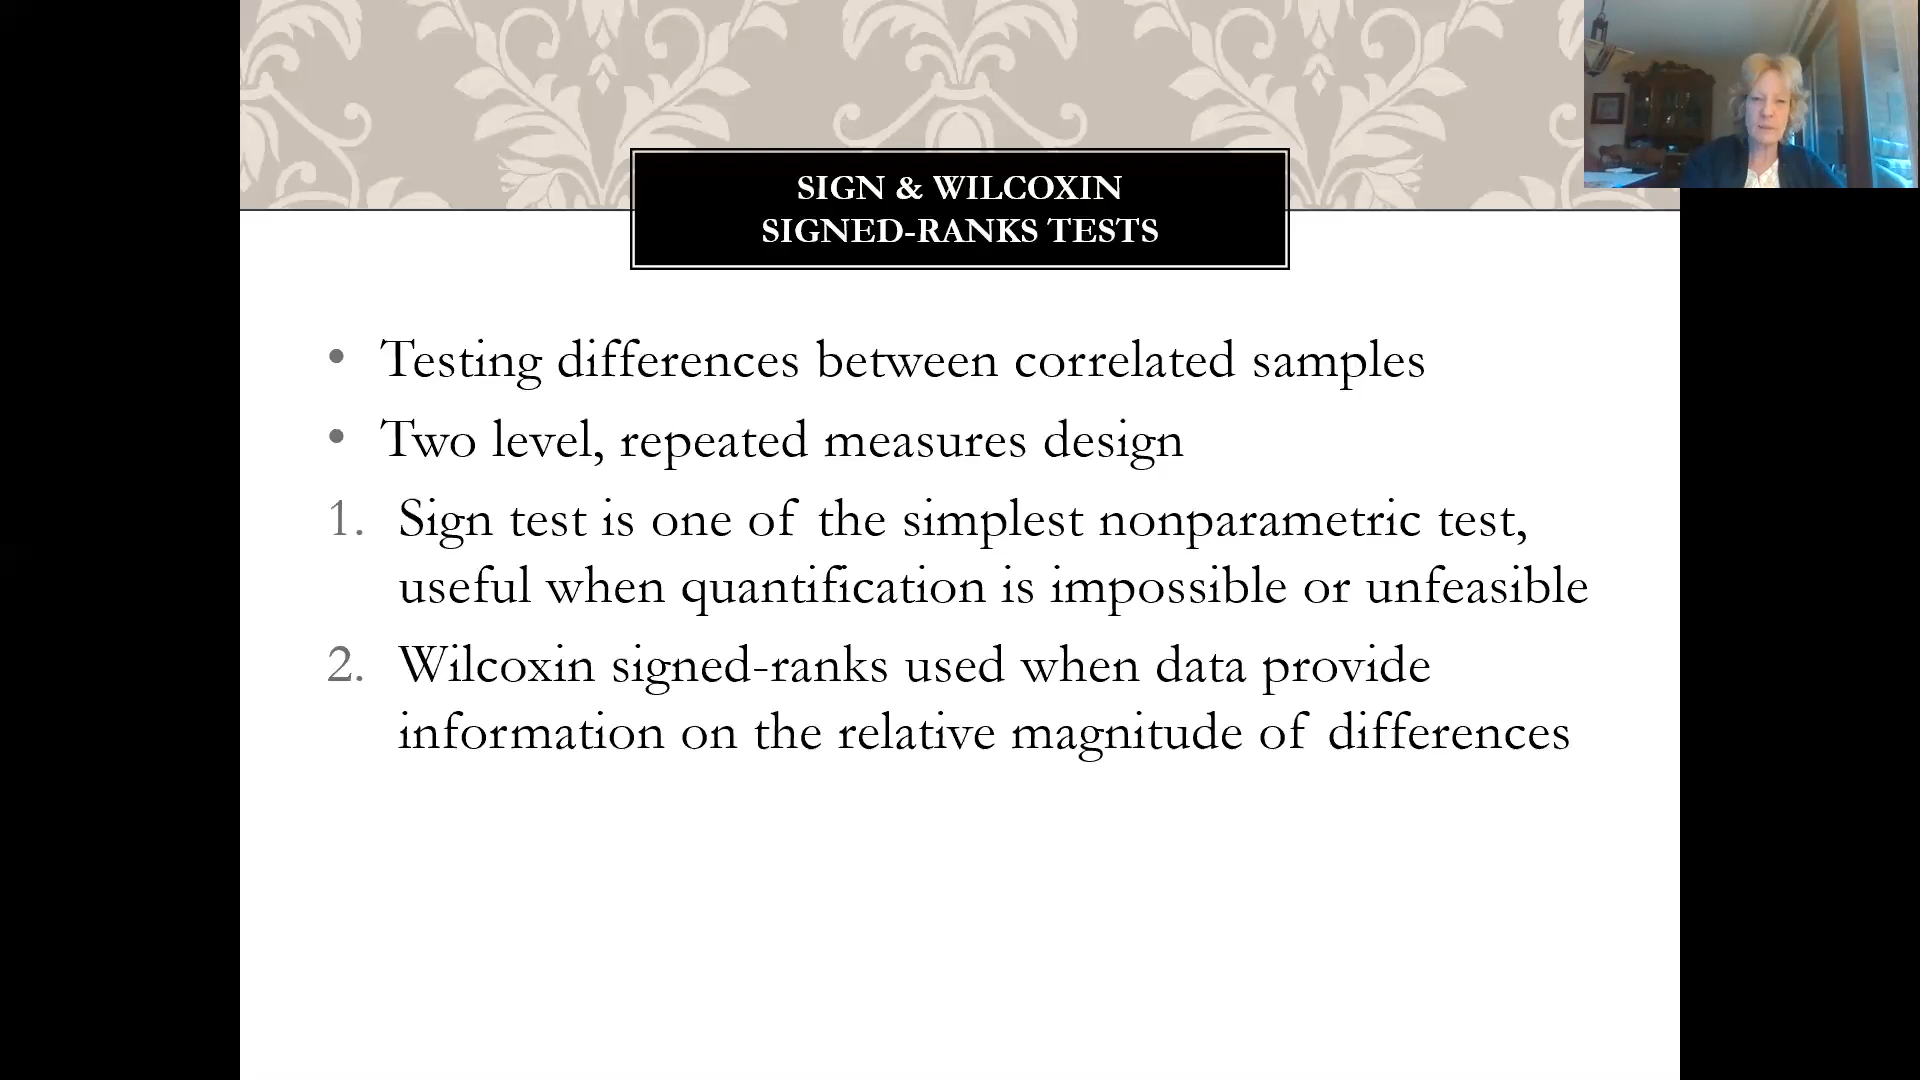 SIGN & WILCOXIN
SIGNED-RANKS TESTS
• Testing differences between correlated samples
• Two level, repeated measures design
1. Sign test is one of the simplest nonparametric test,
useful when quantification is impossible or unfeasible
2. Wilcoxin signed-ranks used when data provide
information on the relative magnitude of differences